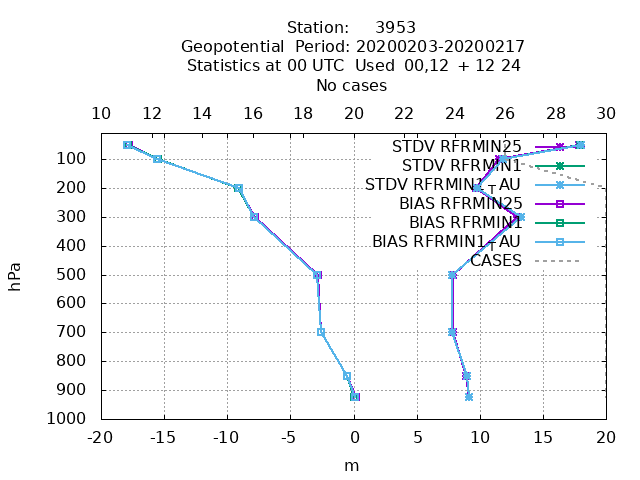 Station: 3953
Geopotential Period: 20200203-20200217
Statistics at 00 UTC Used 00,12 + 12 24
No cases
10 12 14 16 18 20 22 24 26 28 30
STDV RFRMIN25
STDV RFRMIN1
STDV RFRMIN1_TAU
BIAS RFRMIN25
BIAS RFRMIN1
BIAS RFRMIN1_TAU
CASES
hPa
100
200
300
400
500
600
700
800
900
1000
-20 -15 -10 -5 0 5 10 15 20
m